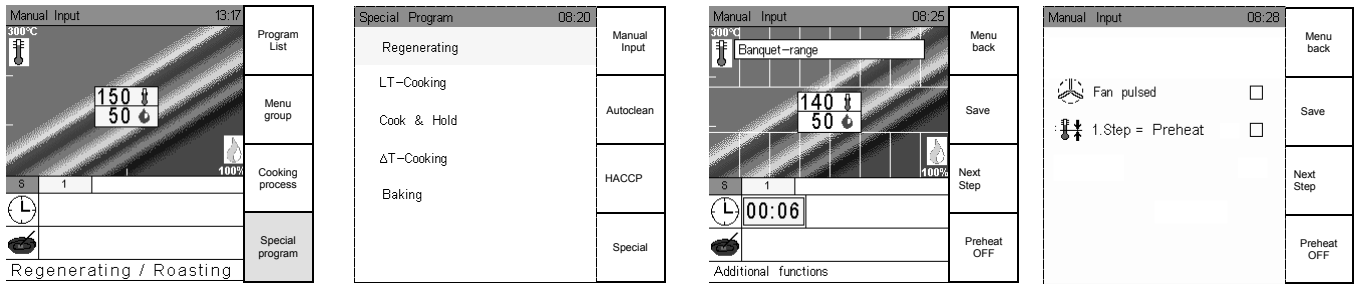 Manual Input 13:17
300°C
150
50
100%
S 1
Regenerating / Roasting
Program
List
Menu
group
Cooking
process
Special
program
Special Program 08:20
Regenerating
LT-Cooking
Cook & Hold
ΔT-Cooking
Baking
Manual
Input
Autoclean
HACCP
Special
Manual Input 08:25
300°C
Banquet-range
140
50
100%
S 1
00:06
Additional functions
Menu
back
Save
Next
Step
Preheat
OFF
Manual Input 08:28
Fan pulsed
1.Step = Preheat
Menu
back
Save
Next
Step
Preheat
OFF